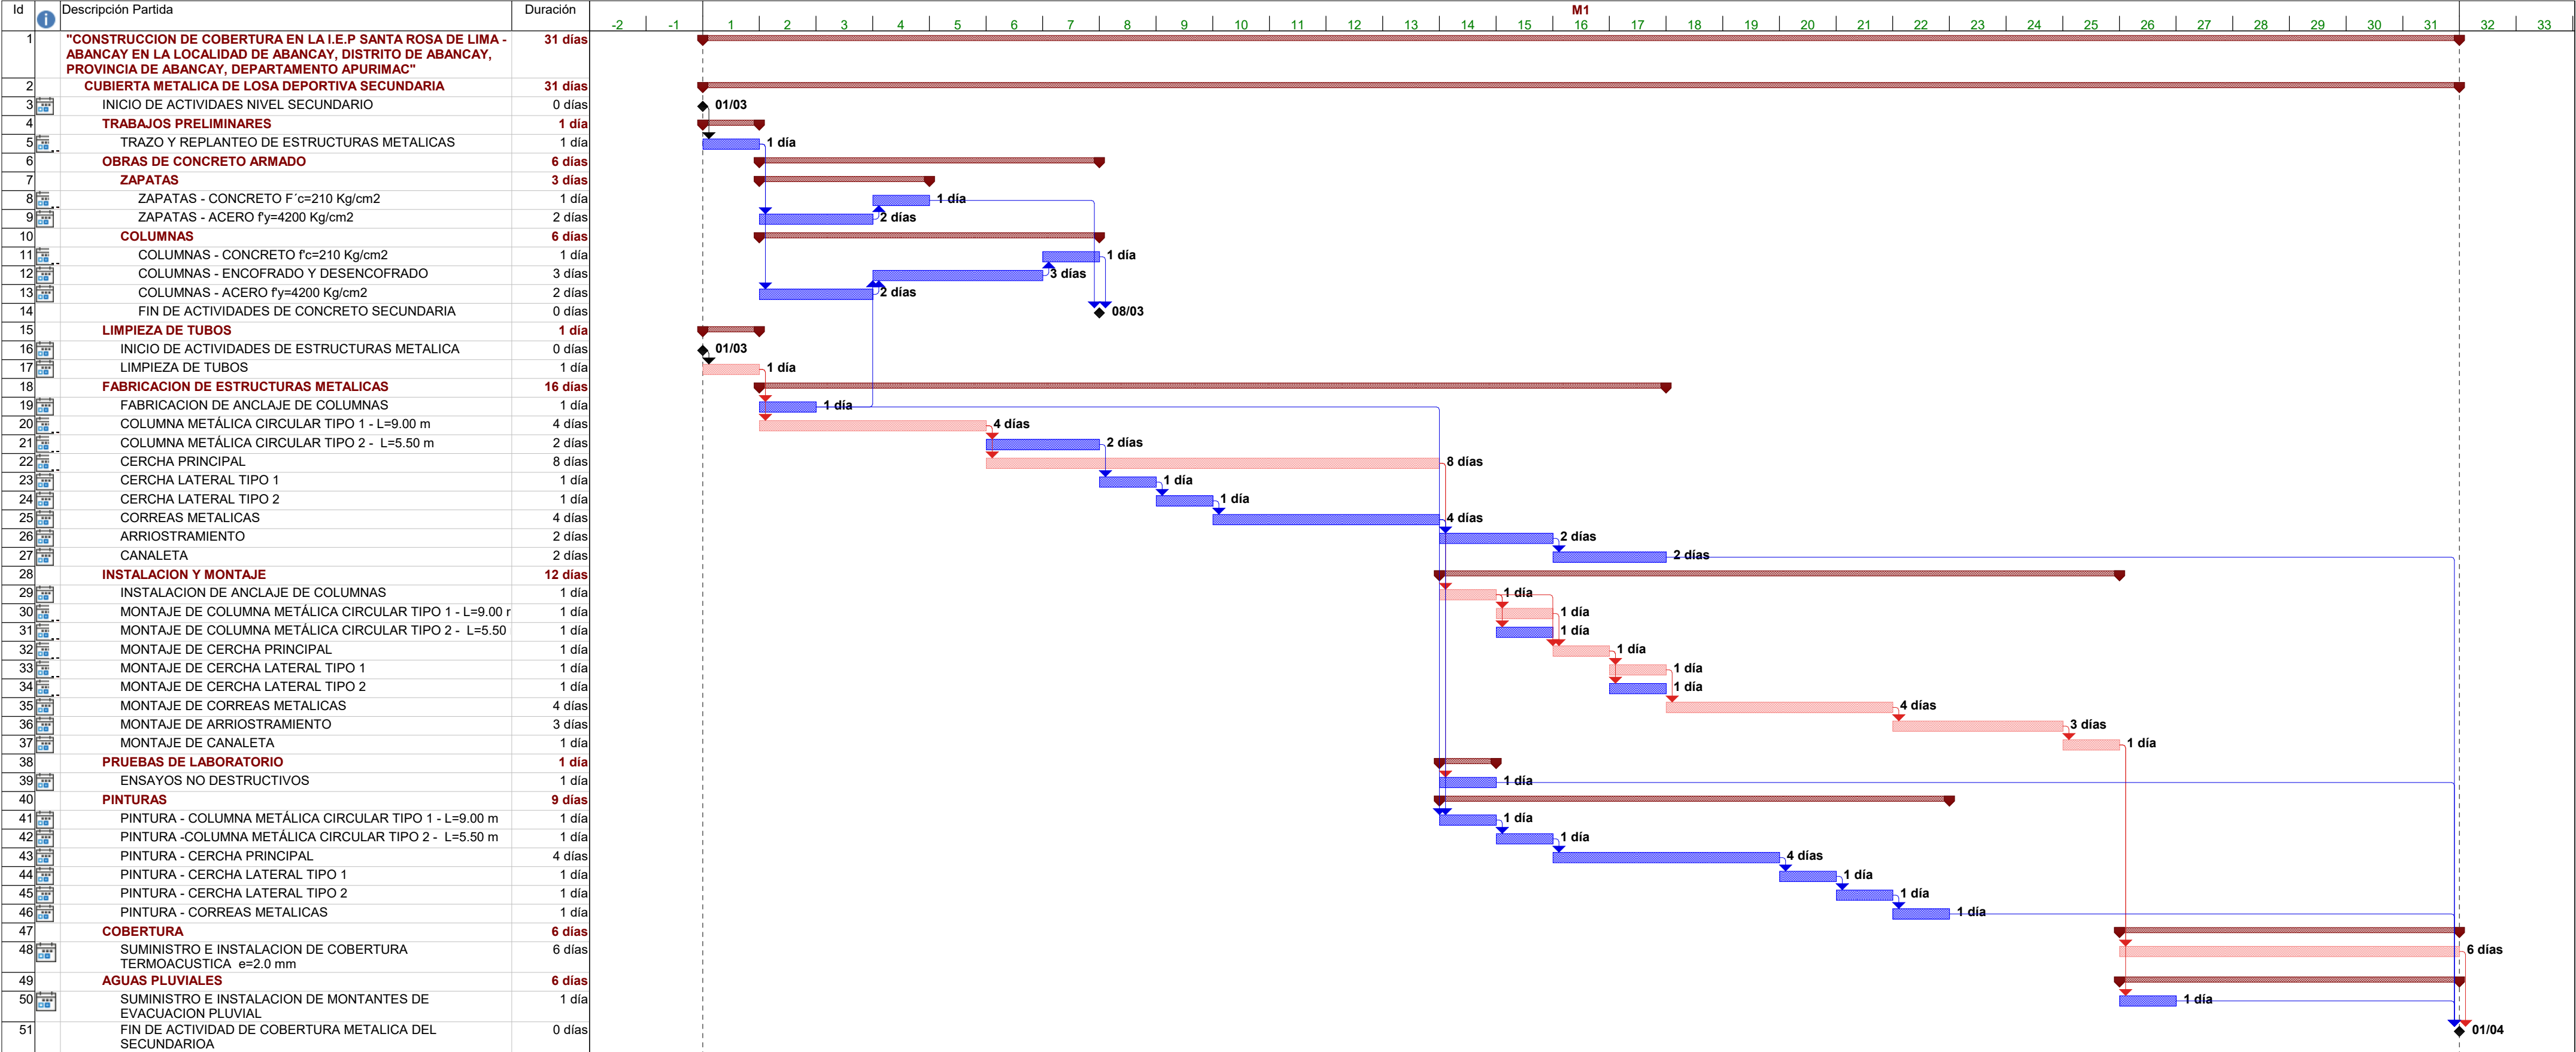 Id Descripción Partida Duración M1
-2 -1 1 2 3 4 5 6 7 8 9 10 11 12 13 14 15 16 17 18 19 20 21 22 23 24 25 26 27 28 29 30 31 32 33
1 "CONSTRUCCION DE COBERTURA EN LA I.E.P SANTA ROSA DE LIMA - 31 días
ABANCAY EN LA LOCALIDAD DE ABANCAY, DISTRITO DE ABANCAY,
PROVINCIA DE ABANCAY, DEPARTAMENTO APURIMAC"
2 CUBIERTA METALICA DE LOSA DEPORTIVA SECUNDARIA 31 días
3 INICIO DE ACTIVIDAES NIVEL SECUNDARIO 0 días 01/03
4 TRABAJOS PRELIMINARES 1 día
5 TRAZO Y REPLANTEO DE ESTRUCTURAS METALICAS 1 día 1 día
6 OBRAS DE CONCRETO ARMADO 6 días
7 ZAPATAS 3 días
8 ZAPATAS - CONCRETO F´c=210 Kg/cm2 1 día 1 día
9 ZAPATAS - ACERO f'y=4200 Kg/cm2 2 días 2 días
10 COLUMNAS 6 días
11 COLUMNAS - CONCRETO f'c=210 Kg/cm2 1 día 1 día
12 COLUMNAS - ENCOFRADO Y DESENCOFRADO 3 días 3 días
13 COLUMNAS - ACERO f'y=4200 Kg/cm2 2 días 2 días
14 FIN DE ACTIVIDADES DE CONCRETO SECUNDARIA 0 días 08/03
15 LIMPIEZA DE TUBOS 1 día
16 INICIO DE ACTIVIDADES DE ESTRUCTURAS METALICA 0 días 01/03
17 LIMPIEZA DE TUBOS 1 día 1 día
18 FABRICACION DE ESTRUCTURAS METALICAS 16 días
19 FABRICACION DE ANCLAJE DE COLUMNAS 1 día 1 día
20 COLUMNA METÁLICA CIRCULAR TIPO 1 - L=9.00 m 4 días 4 días
21 COLUMNA METÁLICA CIRCULAR TIPO 2 - L=5.50 m 2 días 2 días
22 CERCHA PRINCIPAL 8 días 8 días
23 CERCHA LATERAL TIPO 1 1 día 1 día
24 CERCHA LATERAL TIPO 2 1 día 1 día
25 CORREAS METALICAS 4 días 4 días
26 ARRIOSTRAMIENTO 2 días 2 días
27 CANALETA 2 días 2 días
28 INSTALACION Y MONTAJE 12 días
29 INSTALACION DE ANCLAJE DE COLUMNAS 1 día 1 día
30 MONTAJE DE COLUMNA METÁLICA CIRCULAR TIPO 1 - L=9.00 r 1 día 1 día
31 MONTAJE DE COLUMNA METÁLICA CIRCULAR TIPO 2 - L=5.50 1 día 1 día
32 MONTAJE DE CERCHA PRINCIPAL 1 día 1 día
33 MONTAJE DE CERCHA LATERAL TIPO 1 1 día 1 día
34 MONTAJE DE CERCHA LATERAL TIPO 2 1 día 1 día
35 MONTAJE DE CORREAS METALICAS 4 días 4 días
36 MONTAJE DE ARRIOSTRAMIENTO 3 días 3 días
37 MONTAJE DE CANALETA 1 día 1 día
38 PRUEBAS DE LABORATORIO 1 día
39 ENSAYOS NO DESTRUCTIVOS 1 día 1 día
40 PINTURAS 9 días
41 PINTURA - COLUMNA METÁLICA CIRCULAR TIPO 1 - L=9.00 m 1 día 1 día
42 PINTURA -COLUMNA METÁLICA CIRCULAR TIPO 2 - L=5.50 m 1 día 1 día
43 PINTURA - CERCHA PRINCIPAL 4 días 4 días
44 PINTURA - CERCHA LATERAL TIPO 1 1 día 1 día
45 PINTURA - CERCHA LATERAL TIPO 2 1 día 1 día
46 PINTURA - CORREAS METALICAS 1 día 1 día
47 COBERTURA 6 días
48 SUMINISTRO E INSTALACION DE COBERTURA 6 días 6 días
TERMOACUSTICA e=2.0 mm
49 AGUAS PLUVIALES 6 días
50 SUMINISTRO E INSTALACION DE MONTANTES DE 1 día 1 día
EVACUACION PLUVIAL
51 FIN DE ACTIVIDAD DE COBERTURA METALICA DEL 0 días 01/04
SECUNDARIOA